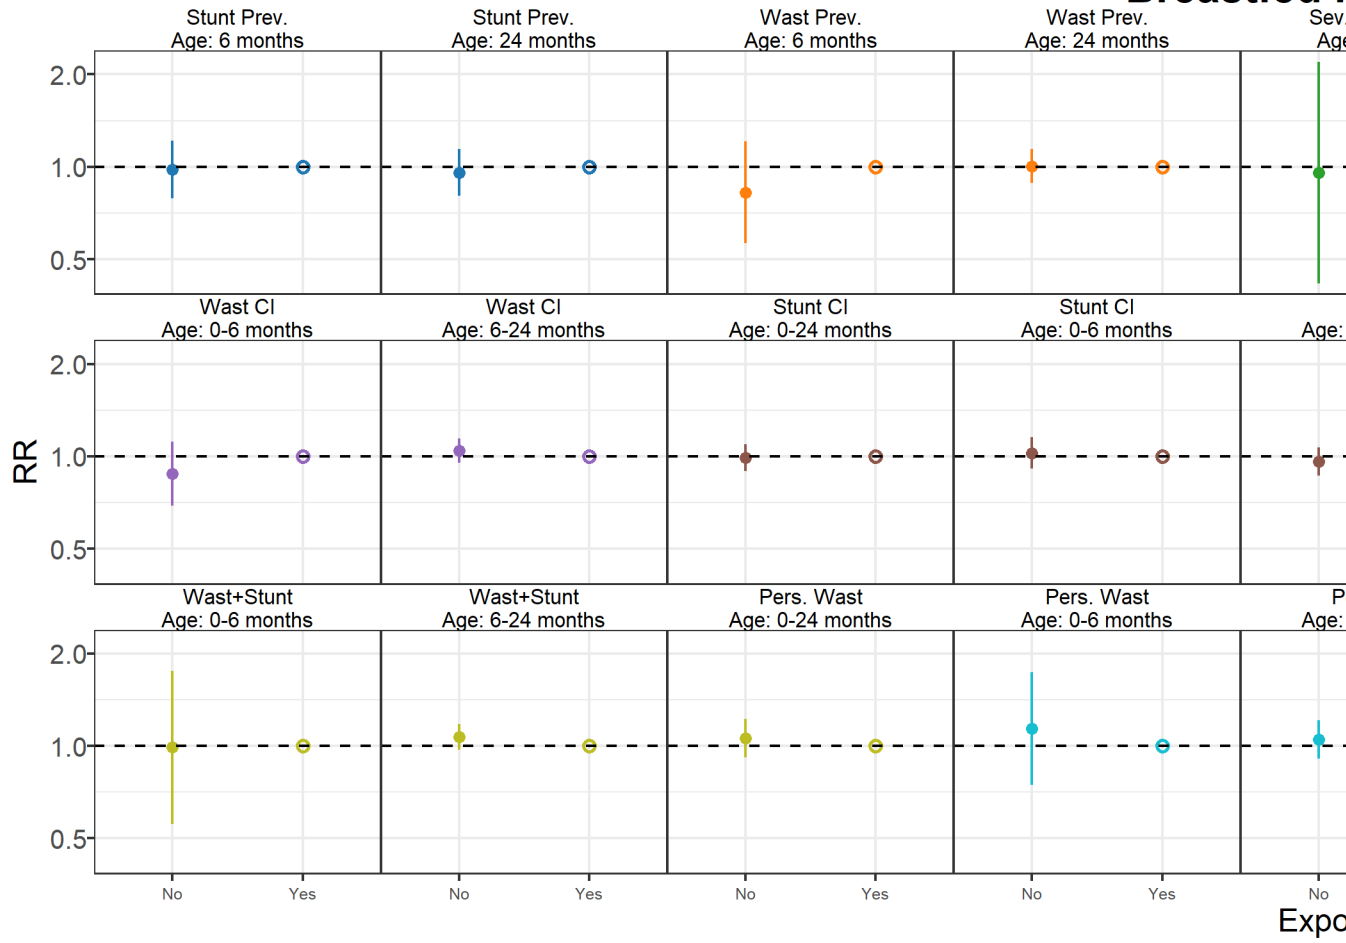 Stunt Prev.
Age: 6 months
Stunt Prev.
Age: 24 months
Wast Prev.
Age: 6 months
Wast Prev.
Age: 24 months
Sev.
Age
2.0
1.0
0.5
Wast CI
Age: 0-6 months
Wast CI
Age: 6-24 months
Stunt CI
Age: 0-24 months
Stunt CI
Age: 0-6 months
Age:
2.0
1.0
0.5
RR
Wast+Stunt
Age: 0-6 months
Wast+Stunt
Age: 6-24 months
Pers. Wast
Age: 0-24 months
Pers. Wast
Age: 0-6 months
P
Age:
2.0
1.0
0.5
No
Yes
No
Yes
No
Yes
No
Yes
No
Expo